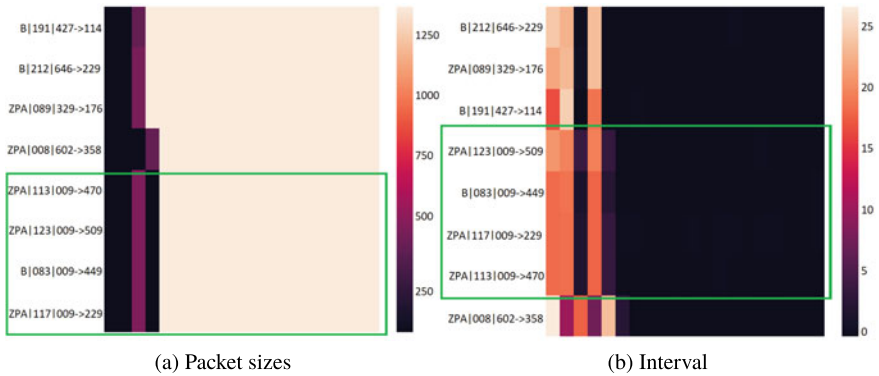 B|191|427->114
B|212|646->229
ZPA|089|329->176
ZPA|008|602->358
ZPA|113|009->470
ZPA|123|009->509
B|083|009->449
ZPA|117|009->229
1250
1000
750
500
250
(a) Packet sizes
B|212|646->229
ZPA|089|329->176
B|191|427->114
ZPA|123|009->509
B|083|009->449
ZPA|117|009->229
ZPA|113|009->470
ZPA|008|602->358
25
20
15
10
5
0
(b) Interval